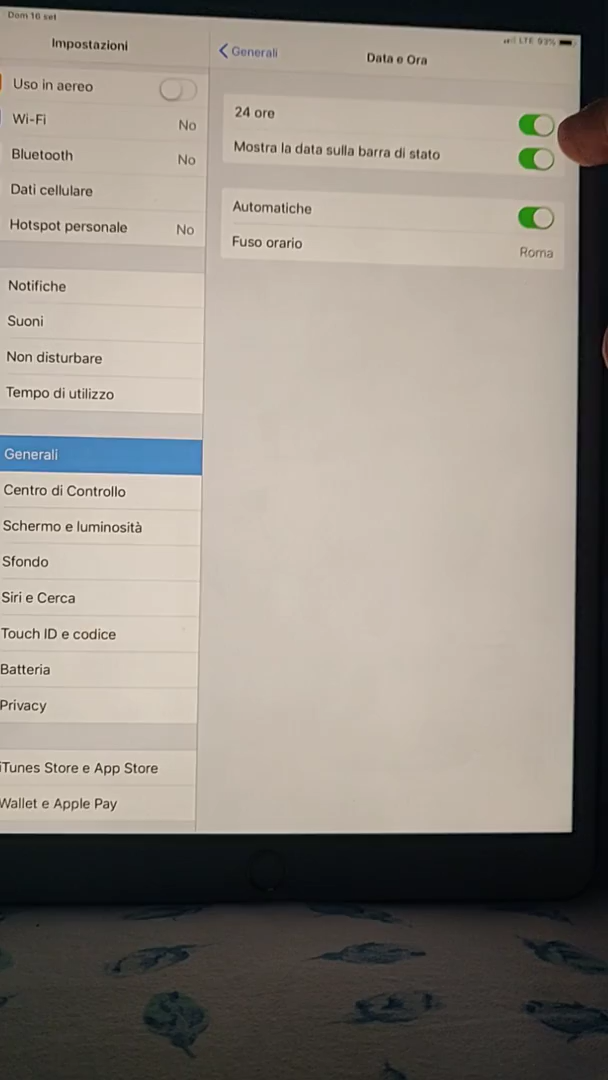 Dom 16 set
LTE 93%
Impostazioni
Generali
Data e Ora
Uso in aereo
Wi-Fi
No
Bluetooth
No
Dati cellulare
Hotspot personale
No
Notifiche
Suoni
Non disturbare
Tempo di utilizzo
Generali
Centro di Controllo
Schermo e luminosità
Sfondo
Siri e Cerca
Touch ID e codice
Batteria
Privacy
iTunes Store e App Store
Wallet e Apple Pay
24 ore
Mostra la data sulla barra di stato
Automatiche
Fuso orario
Roma